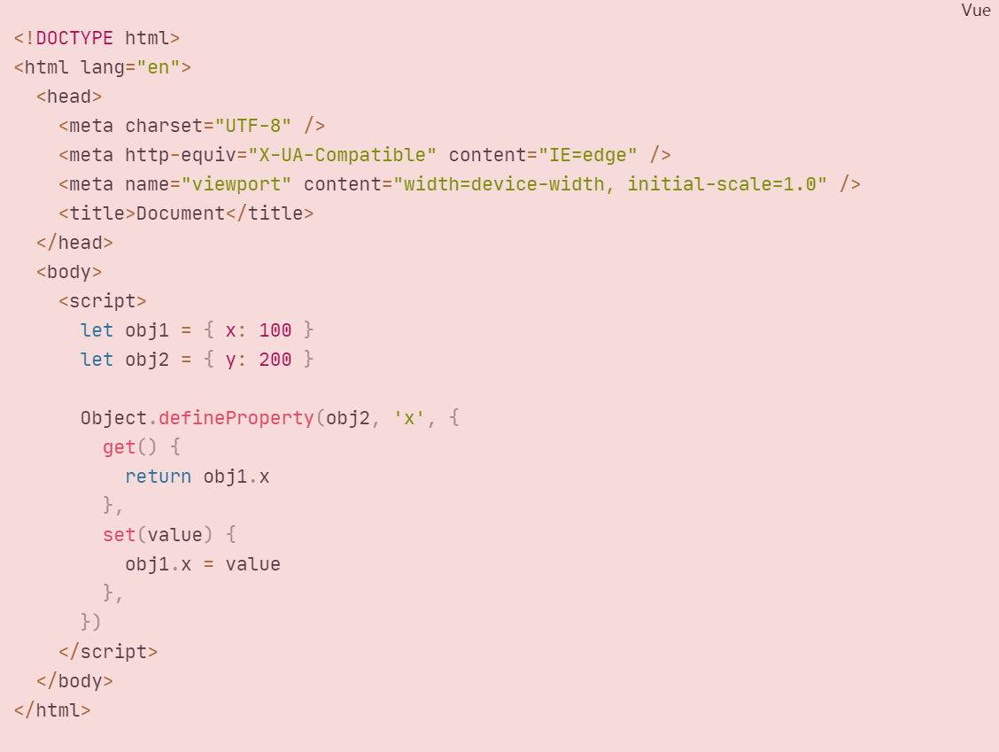 Vue
<!DOCTYPE html>
<html lang="en">
  <head>
    <meta charset="UTF-8" />
    <meta http-equiv="X-UA-Compatible" content="IE=edge" />
    <meta name="viewport" content="width=device-width, initial-scale=1.0" />
    <title>Document</title>
  </head>
  <body>
    <script>
      let obj1 = { x: 100 }
      let obj2 = { y: 200 }

      Object.defineProperty(obj2, 'x', {
        get() {
          return obj1.x
        },
        set(value) {
          obj1.x = value
        },
      })
    </script>
  </body>
</html>